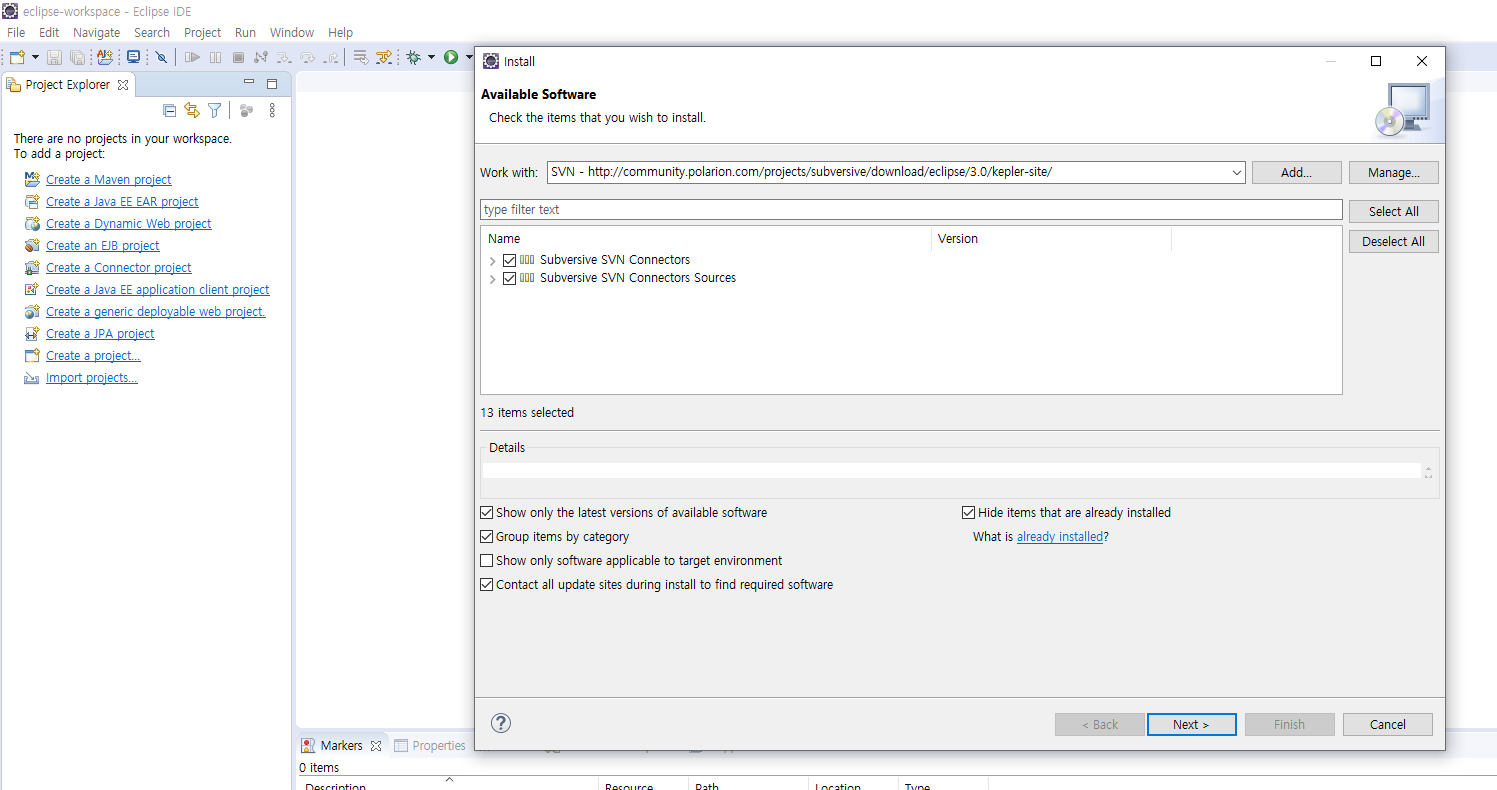 eclipse-workspace - Eclipse IDE
File Edit Navigate Search Project Run Window Help
Project Explorer
There are no projects in your workspace.
To add a project:
Create a Maven project
Create a Java EE EAR project
Create a Dynamic Web project
Create an EJB project
Create a Connector project
Create a Java EE application client project
Create a generic deployable web project.
Create a JPA project
Create a project...
Import projects...
Install
Available Software
Check the items that you wish to install.
Work with: SVN - http://community.polarion.com/projects/subversive/download/eclipse/3.0/kepler-site/ Add... Manage...
type filter text Select All
Deselect All
Name Version
Subversive SVN Connectors
Subversive SVN Connectors Sources
13 items selected
Details
Show only the latest versions of available software Hide items that are already installed
Group items by category What is already installed?
Show only software applicable to target environment
Contact all update sites during install to find required software
? < Back Next > Finish Cancel
Markers Properties
0 items
Description Resource Path Location Type